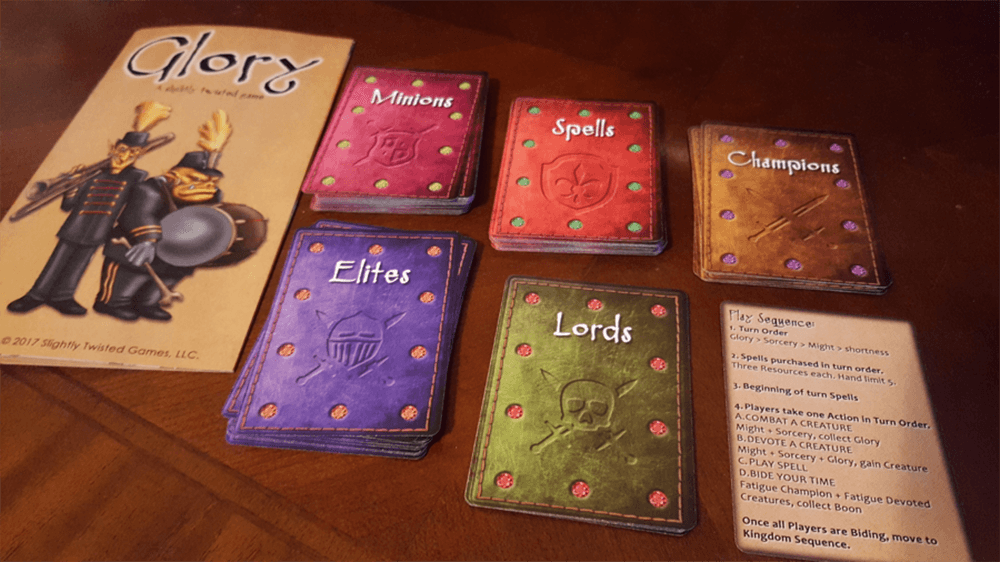 Glory
a slightly twisted game
© 2017 Slightly Twisted Games, LLC.
Minions
Spells
Champions
Elites
Lords
Play Sequence:
1. Turn Order
Glory > Sorcery > Might > shortness
2. Spells purchased in turn order.
Three Resources each. Hand limit 5.
3. Beginning of turn Spells
4. Players take one Action in Turn Order.
A.COMBAT A CREATURE
Might + Sorcery, collect Glory
B.DEVOTE A CREATURE
Might + Sorcery + Glory, gain Creature
C.PLAY SPELL
D.BIDE YOUR TIME
Fatigue Champion + Fatigue Devoted
Creatures, collect Boon
Once all Players are Biding, move to
Kingdom Sequence.